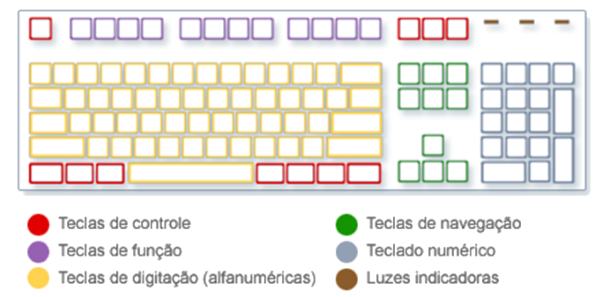 Teclas de controle
Teclas de navegação
Teclas de função
Teclado numérico
Teclas de digitação (alfanuméricas)
Luzes indicadoras